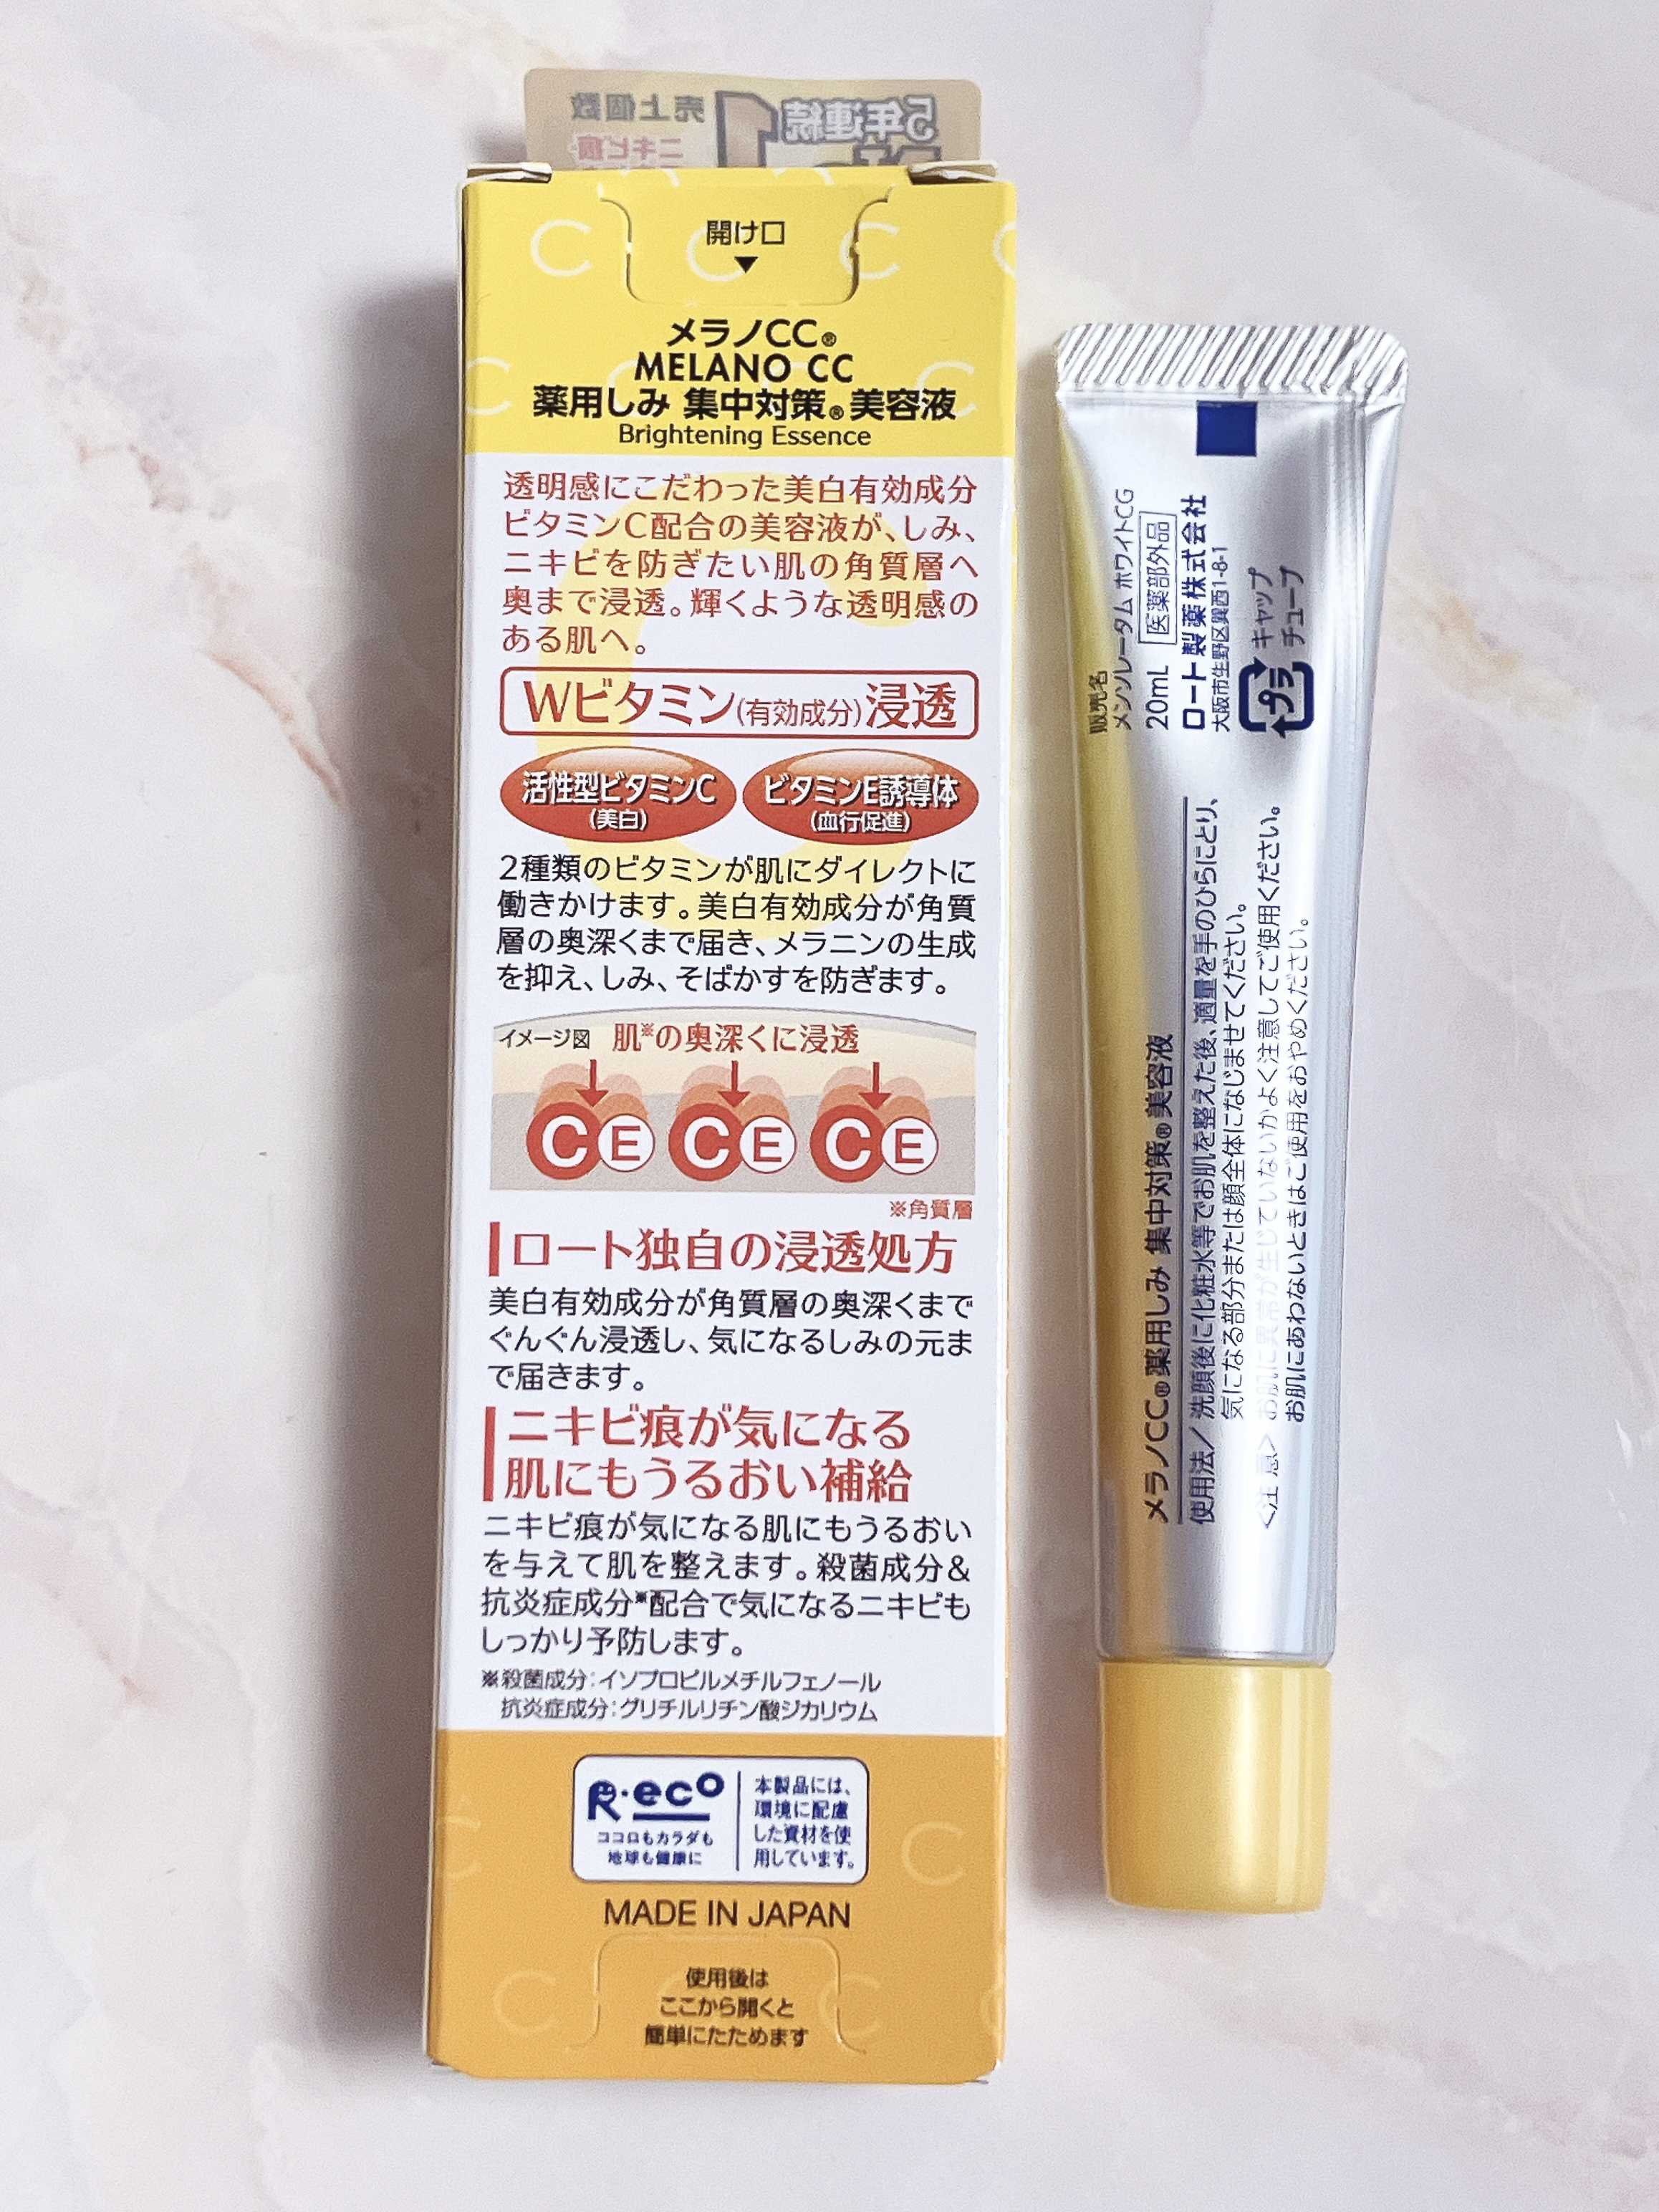 売上個数
5年連続
ニキビ痕
開け口
メラノCC®
MELANO CC
薬用しみ 集中対策®美容液
Brightening Essence
透明感にこだわった美白有効成分
ビタミンC配合の美容液が、しみ、
ニキビを防ぎたい肌の角質層へ
奥まで浸透。輝くような透明感の
ある肌へ。
Wビタミン(有効成分)浸透
活性型ビタミンC
(美白)
ビタミンE誘導体
(血行促進)
2種類のビタミンが肌にダイレクトに
働きかけます。美白有効成分が角質
層の奥深くまで届き、メラニンの生成
を抑え、しみ、そばかすを防ぎます。
イメージ図 肌※の奥深くに浸透
C E C E C E
※角質層
ロート独自の浸透処方
美白有効成分が角質層の奥深くまで
ぐんぐん浸透し、気になるしみの元ま
で届きます。
ニキビ痕が気になる
肌にもうるおい補給
ニキビ痕が気になる肌にもうるおい
を与えて肌を整えます。殺菌成分&
抗炎症成分※配合で気になるニキビも
しっかり予防します。
※殺菌成分:イソプロピルメチルフェノール
抗炎症成分:グリチルリチン酸ジカリウム
R・eco
ココロもカラダも
地球も健康に
本製品には、
環境に配慮
した資材を使
用しています。
MADE IN JAPAN
使用後は
ここから開くと
簡単にたためます
メラノCC®薬用しみ 集中対策®美容液
使用法/洗顔後に化粧水等でお肌を整えた後、適量を手のひらにとり、
気になる部分または顔全体になじませてください。
<注意>お肌に異常が生じていないかよく注意してご使用ください。
お肌にあわないときはご使用をおやめください。
販売名
メンソレータム ホワイトCG
20mL 医薬部外品
ロート製薬株式会社
大阪市生野区巽西1-8-1
プラ
キャップ
チューブ